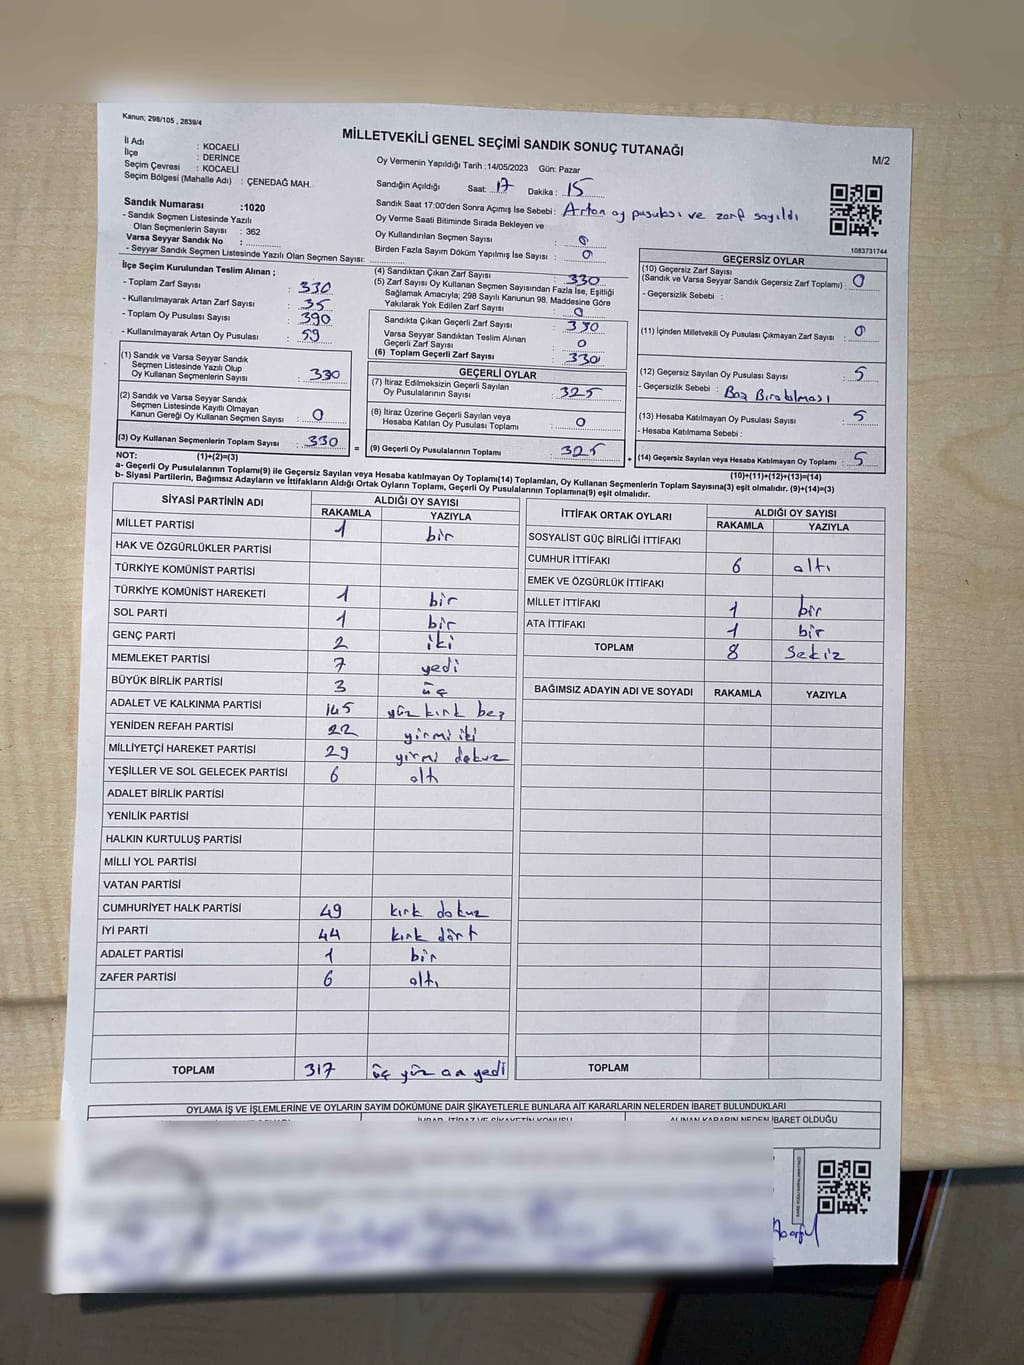 Kanun; 298/105 , 2839/4
MİLLETVEKİLİ GENEL SEÇİMİ SANDIK SONUÇ TUTANAĞI
M/2
İl Adı : KOCAELİ
İlçe : DERİNCE
Seçim Çevresi : KOCAELİ
Seçim Bölgesi (Mahalle Adı) : ÇENEDAĞ MAH.
Sandık Numarası :1020
- Sandık Seçmen Listesinde Yazılı
Olan Seçmenlerin Sayısı : 362
Varsa Seyyar Sandık No :
- Seyyar Sandık Seçmen Listesinde Yazılı Olan Seçmen Sayısı:
Oy Vermenin Yapıldığı Tarih :14/05/2023 Gün: Pazar
Sandığın Açıldığı Saat: 17 Dakika : 15
Sandık Saat 17:00'den Sonra Açımış İse Sebebi : Artan oy pusulası ve zarf sayıldı
Oy Verme Saati Bitiminde Sırada Bekleyen ve
Oy Kullandırılan Seçmen Sayısı : 0
Birden Fazla Sayım Döküm Yapılmış İse Sayısı : 0
1083731744
İlçe Seçim Kurulundan Teslim Alınan ;
- Toplam Zarf Sayısı : 330
- Kullanılmayarak Artan Zarf Sayısı : 35
- Toplam Oy Pusulası : 390
- Kullanılmayarak Artan Oy Pusulası : 59
(1) Sandık ve Varsa Seyyar Sandık
Seçmen Listesinde Yazılı Olup
Oy Kullanan Seçmenlerin Sayısı : 330
(2) Sandık ve Varsa Seyyar Sandık
Seçmen Listesinde Kayıtlı Olmayan
Kanun Gereği Oy Kullanan Seçmen Sayısı : 0
(3) Oy Kullanan Seçmenlerin Toplam Sayısı : 330
(4) Sandıktan Çıkan Zarf Sayısı : 330
(5) Zarf Sayısı Oy Kullanan Seçmen Sayısından Fazla İse, Eşitliği
Sağlamak Amacıyla; 298 Sayılı Kanunun 98. Maddesine Göre
Yakılarak Yok Edilen Zarf Sayısı : 0
Sandıkta Çıkan Geçerli Zarf Sayısı : 330
Varsa Seyyar Sandıktan Teslim Alınan
Geçerli Zarf Sayısı : 0
(6) Toplam Geçerli Zarf Sayısı : 330
GEÇERLİ OYLAR
(7) İtiraz Edilmeksizin Geçerli Sayılan
Oy Pusulalarının Sayısı : 325
(8) İtiraz Üzerine Geçerli Sayılan veya
Hesaba Katılan Oy Pusulası Toplamı : 0
= (9) Geçerli Oy Pusulalarının Toplamı : 325
GEÇERSİZ OYLAR
(10) Geçersiz Zarf Sayısı
(Sandık ve Varsa Seyyar Sandık Geçersiz Zarf Toplamı) : 0
- Geçersizlik Sebebi :
(11) İçinden Milletvekili Oy Pusulası Çıkmayan Zarf Sayısı : 0
(12) Geçersiz Sayılan Oy Pusulası Sayısı : 5
- Geçersizlik Sebebi : Boş Bırakılması
(13) Hesaba Katılmayan Oy Pusulası Sayısı : 5
- Hesaba Katılmama Sebebi :
+ (14) Geçersiz Sayılan veya Hesaba Katılmayan Oy Toplamı : 5
NOT: (1)+(2)=(3)
(10)+(11)+(12)+(13)=(14)
a- Geçerli Oy Pusulalarının Toplamı(9) ile Geçersiz Sayılan veya Hesaba katılmayan Oy Toplamı(14) Toplamları, Oy Kullanan Seçmenlerin Toplam Sayısına(3) eşit olmalıdır. (9)+(14)=(3)
b- Siyasi Partilerin, Bağımsız Adayların ve İttifakların Aldığı Ortak Oyların Toplamı, Geçerli Oy Pusulalarının Toplamına(9) eşit olmalıdır.
SİYASİ PARTİNİN ADI ALDIĞI OY SAYISI
RAKAMLA YAZIYLA
MİLLET PARTİSİ 1 bir
HAK VE ÖZGÜRLÜKLER PARTİSİ
TÜRKİYE KOMÜNİST PARTİSİ
TÜRKİYE KOMÜNİST HAREKETİ 1 bir
SOL PARTİ 1 bir
GENÇ PARTİ 2 iki
MEMLEKET PARTİSİ 7 yedi
BÜYÜK BİRLİK PARTİSİ 3 üç
ADALET VE KALKINMA PARTİSİ 145 yüz kırk beş
YENİDEN REFAH PARTİSİ 22 yirmi iki
MİLLİYETÇİ HAREKET PARTİSİ 29 yirmi dokuz
YEŞİLLER VE SOL GELECEK PARTİSİ 6 altı
ADALET BİRLİK PARTİSİ
YENİLİK PARTİSİ
HALKIN KURTULUŞ PARTİSİ
MİLLİ YOL PARTİSİ
VATAN PARTİSİ
CUMHURİYET HALK PARTİSİ 49 kırk dokuz
İYİ PARTİ 44 kırk dört
ADALET PARTİSİ 1 bir
ZAFER PARTİSİ 6 altı
TOPLAM 317 üç yüz on yedi
İTTİFAK ORTAK OYLARI ALDIĞI OY SAYISI
RAKAMLA YAZIYLA
SOSYALİST GÜÇ BİRLİĞİ İTTİFAKI
CUMHUR İTTİFAKI 6 altı
EMEK VE ÖZGÜRLÜK İTTİFAKI
MİLLET İTTİFAKI 1 bir
ATA İTTİFAKI 1 bir
TOPLAM 8 Sekiz
BAĞIMSIZ ADAYIN ADI VE SOYADI RAKAMLA YAZIYLA
TOPLAM
OYLAMA İŞ VE İŞLEMLERİNE VE OYLARIN SAYIM DÖKÜMÜNE DAİR ŞİKAYETLERLE BUNLARA AİT KARARLARIN NELERDEN İBARET BULUNDUKLARI
ALINAN KARARIN NEDEN İBARET OLDUĞU